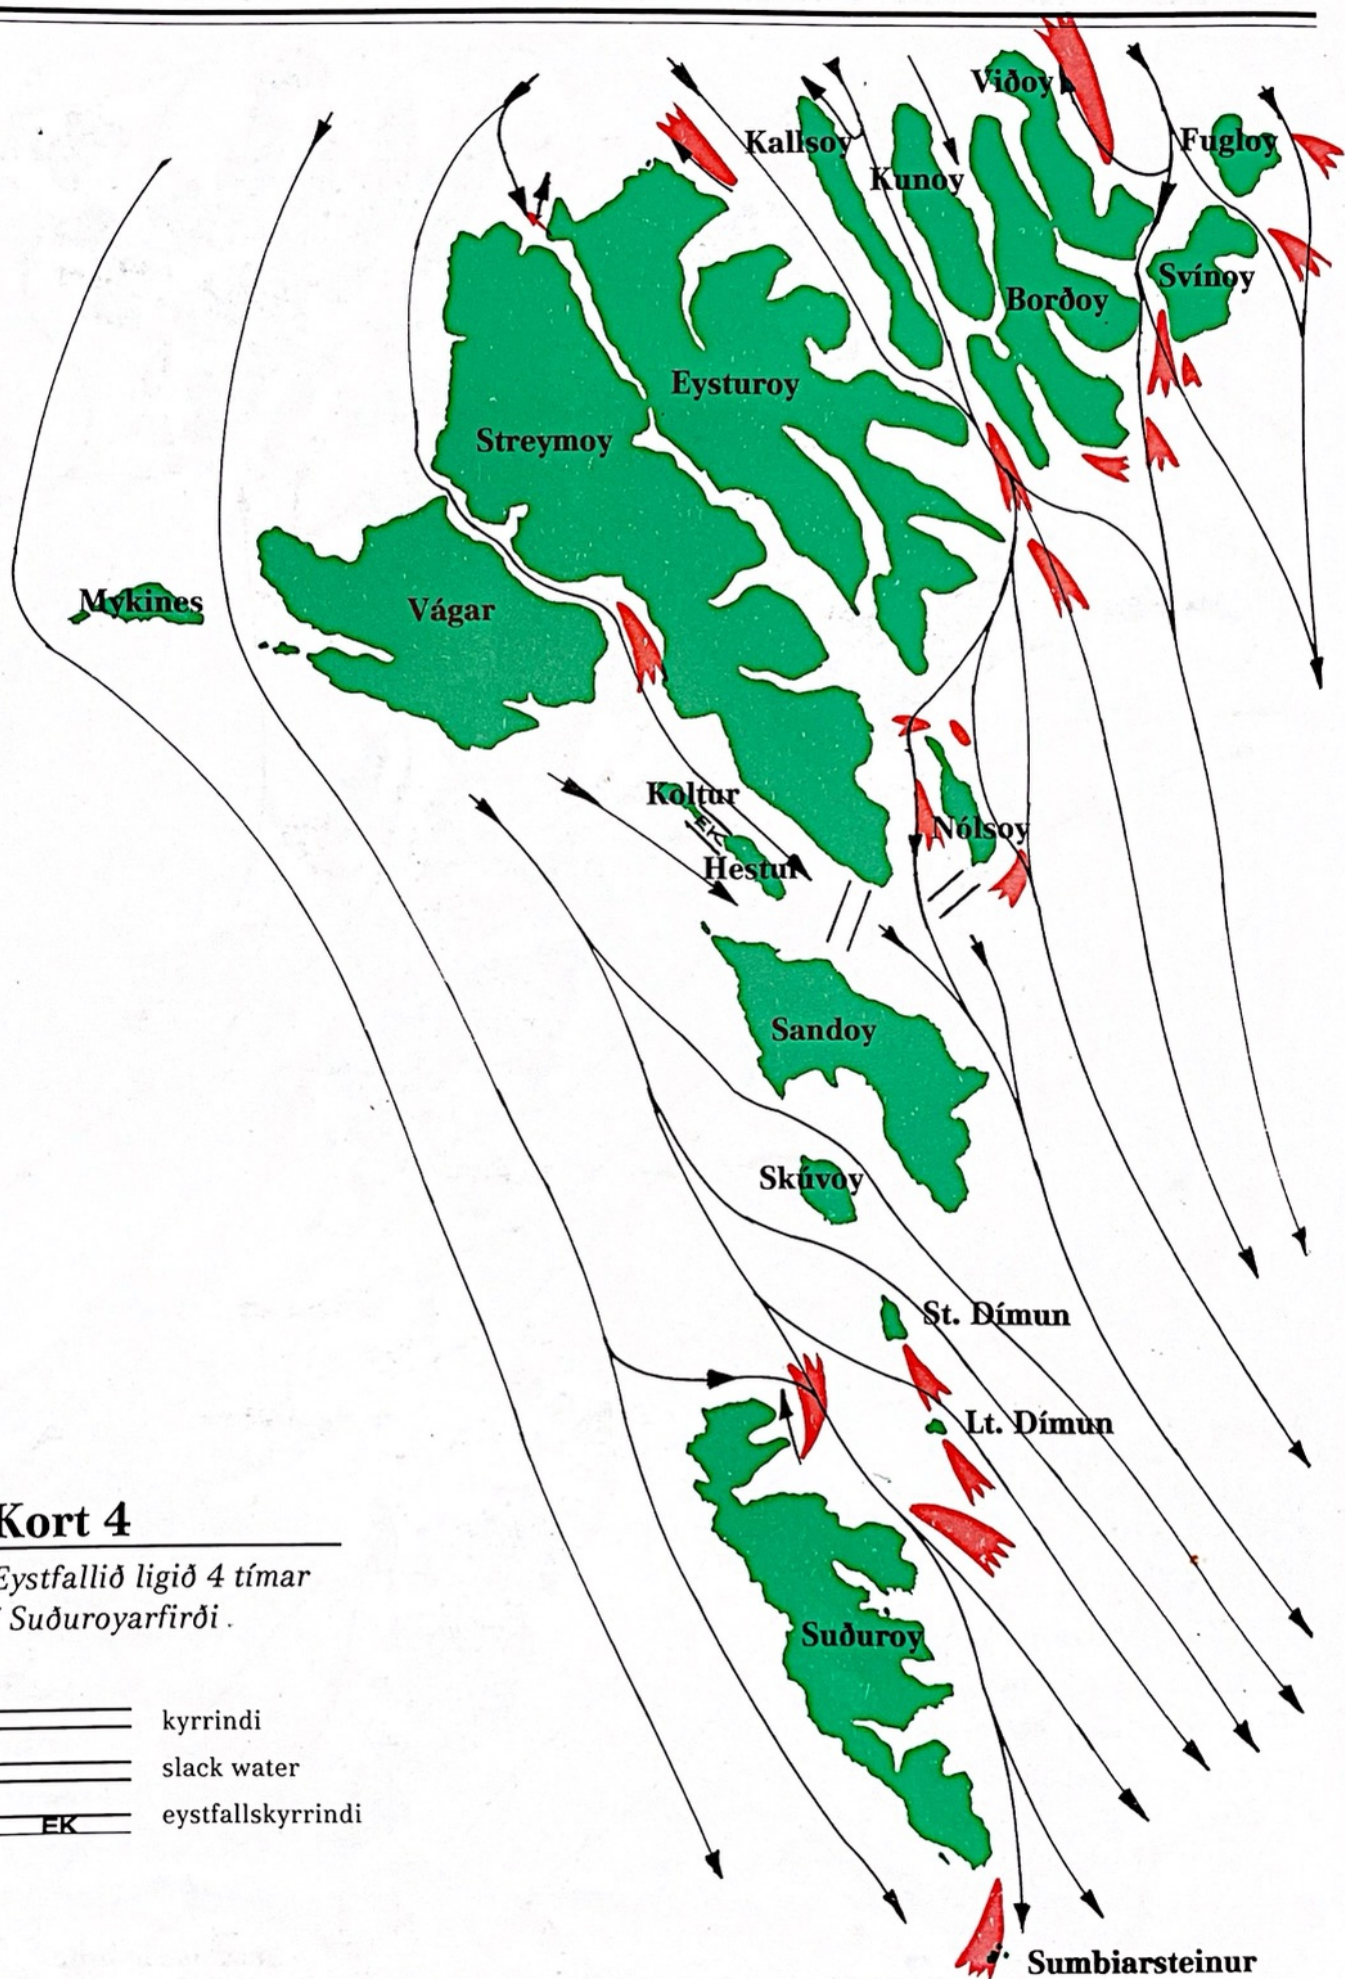 Viðoy
Fugloy
Kallsoy
Kunoy
Svínoy
Borðoy
Eysturoy
Streymoy
Mykines
Vágar
Koltur
EK
Nólsoy
Hestur
Sandoy
Skúvoy
St. Dímun
Lt. Dímun
Kort 4
Eystfallið ligið 4 tímar
Suðuroyarfirði .
Suðuroy
kyrrindi
slack water
EK eystfallskyrrindi
Sumbiarsteinur